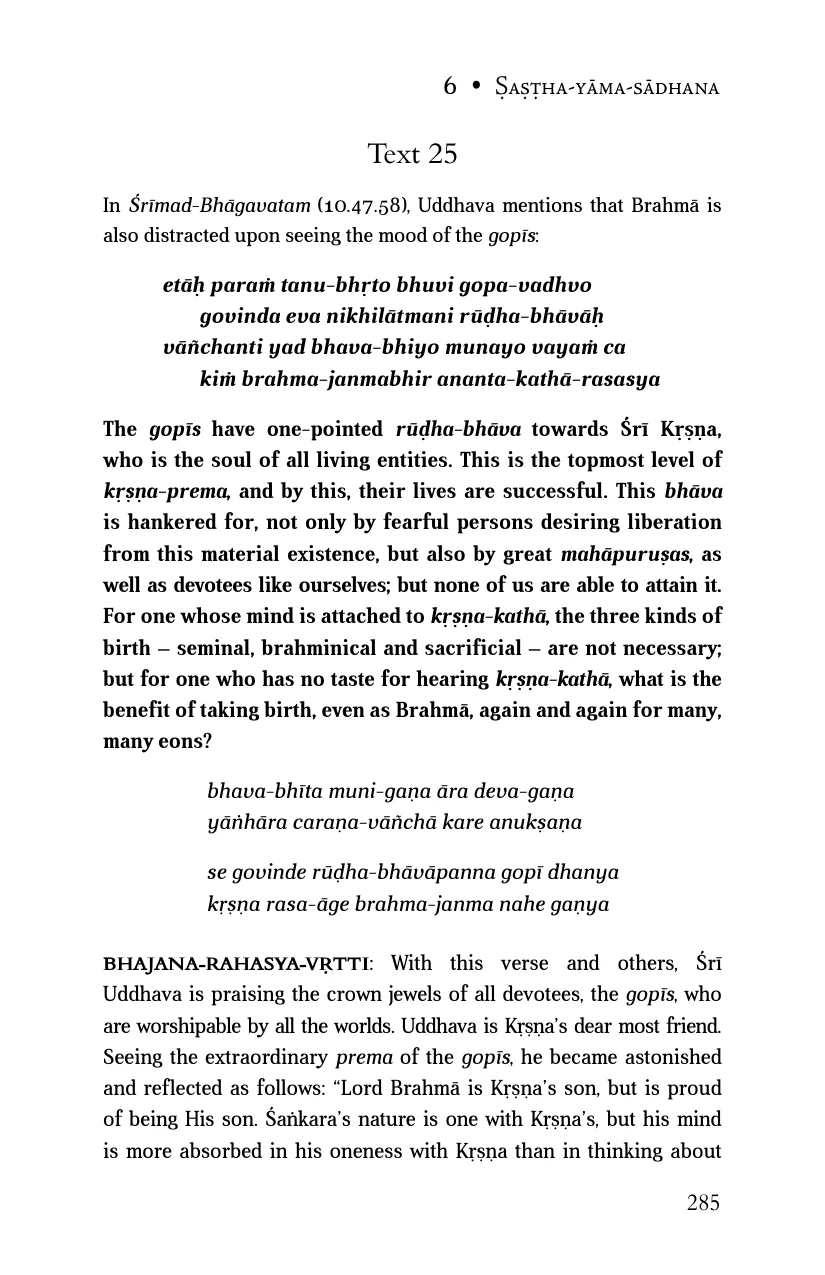 6 • Ṣaṣṭha-yāma-sādhana
Text 25
In Śrīmad-Bhāgavatam (10.47.58), Uddhava mentions that Brahmā is
also distracted upon seeing the mood of the gopīs:
etāḥ paraṁ tanu-bhṛto bhuvi gopa-vadhvo
govinda eva nikhilātmani rūḍha-bhāvāḥ
vāñchanti yad bhava-bhiyo munayo vayaṁ ca
kiṁ brahma-janmabhir ananta-kathā-rasasya
The gopīs have one-pointed rūḍha-bhāva towards Śrī Kṛṣṇa,
who is the soul of all living entities. This is the topmost level of
kṛṣṇa-prema, and by this, their lives are successful. This bhāva
is hankered for, not only by fearful persons desiring liberation
from this material existence, but also by great mahāpuruṣas, as
well as devotees like ourselves; but none of us are able to attain it.
For one whose mind is attached to kṛṣṇa-kathā, the three kinds of
birth – seminal, brahminical and sacrificial – are not necessary;
but for one who has no taste for hearing kṛṣṇa-kathā, what is the
benefit of taking birth, even as Brahmā, again and again for many,
many eons?
bhava-bhīta muni-gaṇa āra deva-gaṇa
yāṅhāra caraṇa-vāñchā kare anukṣaṇa
se govinde rūḍha-bhāvāpanna gopī dhanya
kṛṣṇa rasa-āge brahma-janma nahe gaṇya
BHAJANA-RAHASYA-VṚTTI: With this verse and others, Śrī
Uddhava is praising the crown jewels of all devotees, the gopīs, who
are worshipable by all the worlds. Uddhava is Kṛṣṇa’s dear most friend.
Seeing the extraordinary prema of the gopīs, he became astonished
and reflected as follows: “Lord Brahmā is Kṛṣṇa’s son, but is proud
of being His son. Śaṅkara’s nature is one with Kṛṣṇa’s, but his mind
is more absorbed in his oneness with Kṛṣṇa than in thinking about
285